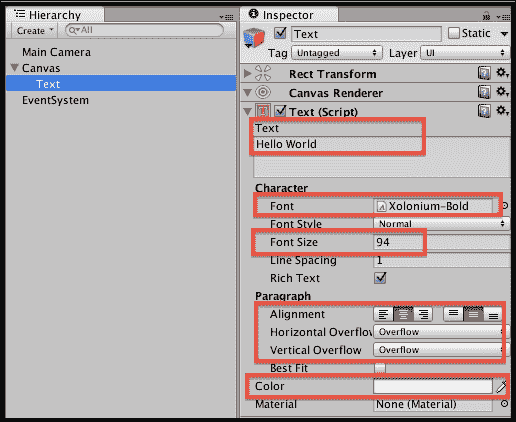 Hierarchy
Create
All
Main Camera
Canvas
Text
EventSystem
Inspector
Text
Static
Tag Untagged Layer UI
Rect Transform
Canvas Renderer
Text (Script)
Text
Hello World
Character
Font Xolonium-Bold
Font Style Normal
Font Size 94
Line Spacing 1
Rich Text
Paragraph
Alignment
Horizontal Overflow Overflow
Vertical Overflow Overflow
Best Fit
Color
Material None (Material)